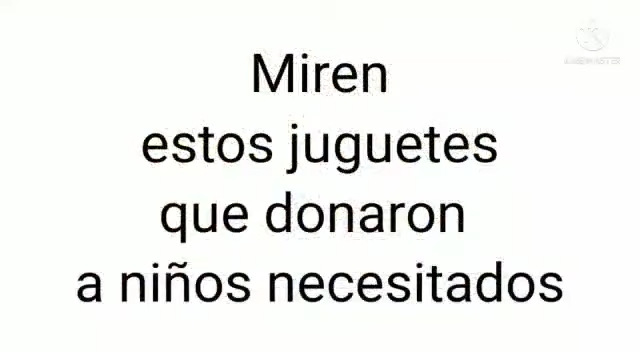 Miren
estos juguetes
que donaron
a niños necesitados